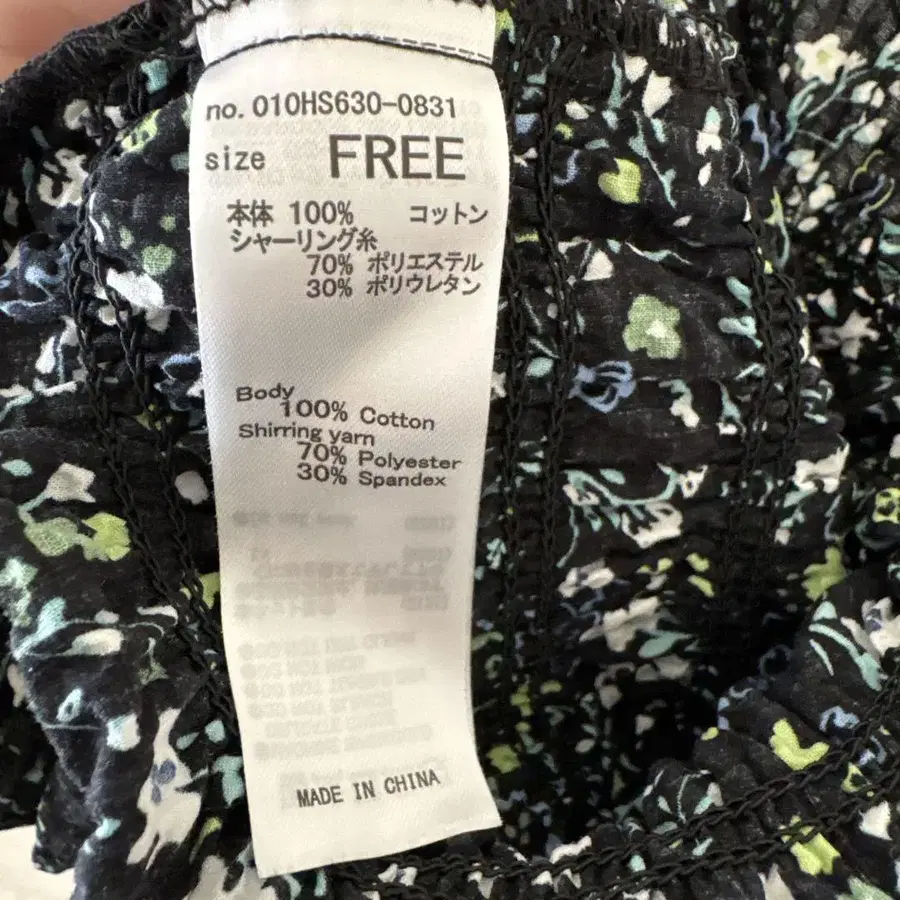 no. 010HS630-0831
size FREE
本体 100% コットン
シャーリング糸
70% ポリエステル
30% ポリウレタン
Body
100% Cotton
Shirring yarn
70% Polyester
30% Spandex
MADE IN CHINA